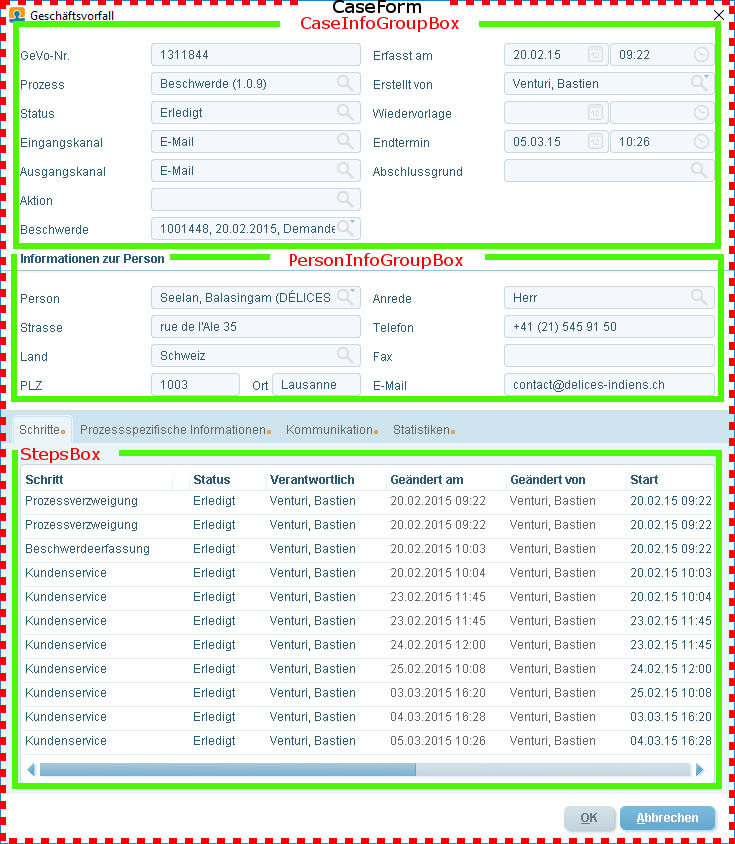 CaseForm
Geschäftsvorfall
CaseInfoGroupBox
GeVo-Nr. 1311844 Erfasst am 20.02.15 12 09:22
Prozess Beschwerde (1.0.9) Erstellt von Venturi, Bastien
Status Erledigt Wiedervorlage 12
Eingangskanal E-Mail Endtermin 05.03.15 12 10:26
Ausgangskanal E-Mail Abschlussgrund
Aktion
Beschwerde 1001448, 20.02.2015, Demande
Informationen zur Person PersonInfoGroupBox
Person Seelan, Balasingam (DÉLICES Anrede Herr
Strasse rue de l'Ale 35 Telefon +41 (21) 545 91 50
Land Schweiz Fax
PLZ 1003 Ort Lausanne E-Mail contact@delices-indiens.ch
Schritte Prozessspezifische Informationen Kommunikation Statistiken
StepsBox
Schritt Status Verantwortlich Geändert am Geändert von Start
Prozessverzweigung Erledigt Venturi, Bastien 20.02.2015 09:22 Venturi, Bastien 20.02.15 09:22
Prozessverzweigung Erledigt Venturi, Bastien 20.02.2015 09:22 Venturi, Bastien 20.02.15 09:22
Beschwerdeerfassung Erledigt Venturi, Bastien 20.02.2015 10:03 Venturi, Bastien 20.02.15 09:22
Kundenservice Erledigt Venturi, Bastien 20.02.2015 10:04 Venturi, Bastien 20.02.15 10:03
Kundenservice Erledigt Venturi, Bastien 23.02.2015 11:45 Venturi, Bastien 20.02.15 10:04
Kundenservice Erledigt Venturi, Bastien 23.02.2015 11:45 Venturi, Bastien 23.02.15 11:45
Kundenservice Erledigt Venturi, Bastien 24.02.2015 12:00 Venturi, Bastien 23.02.15 11:45
Kundenservice Erledigt Venturi, Bastien 25.02.2015 10:08 Venturi, Bastien 24.02.15 12:00
Kundenservice Erledigt Venturi, Bastien 03.03.2015 16:20 Venturi, Bastien 25.02.15 10:08
Kundenservice Erledigt Venturi, Bastien 04.03.2015 16:28 Venturi, Bastien 03.03.15 16:20
Kundenservice Erledigt Venturi, Bastien 05.03.2015 10:26 Venturi, Bastien 04.03.15 16:28
OK Abbrechen